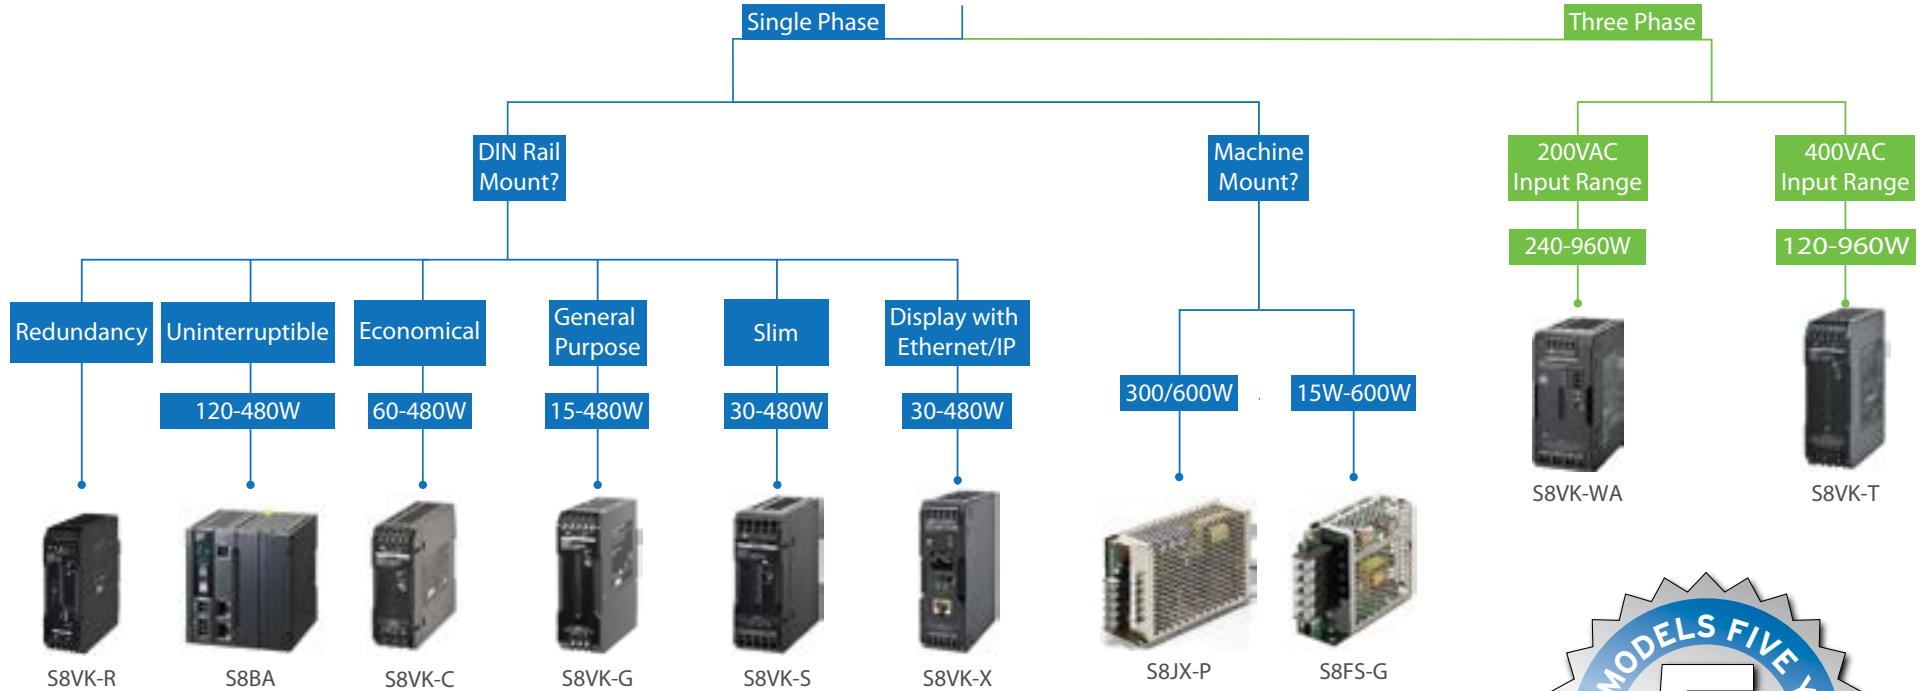 Single Phase
Three Phase
DIN Rail
Mount?
Machine
Mount?
200VAC
Input Range
400VAC
Input Range
240-960W
120-960W
Redundancy
Uninterruptible
Economical
General
Purpose
Slim
Display with
Ethernet/IP
120-480W
60-480W
15-480W
30-480W
30-480W
300/600W
15W-600W
S8VK-WA
S8VK-T
S8VK-R
S8BA
S8VK-C
S8VK-G
S8VK-S
S8VK-X
S8JX-P
S8FS-G
MODELS FIVE